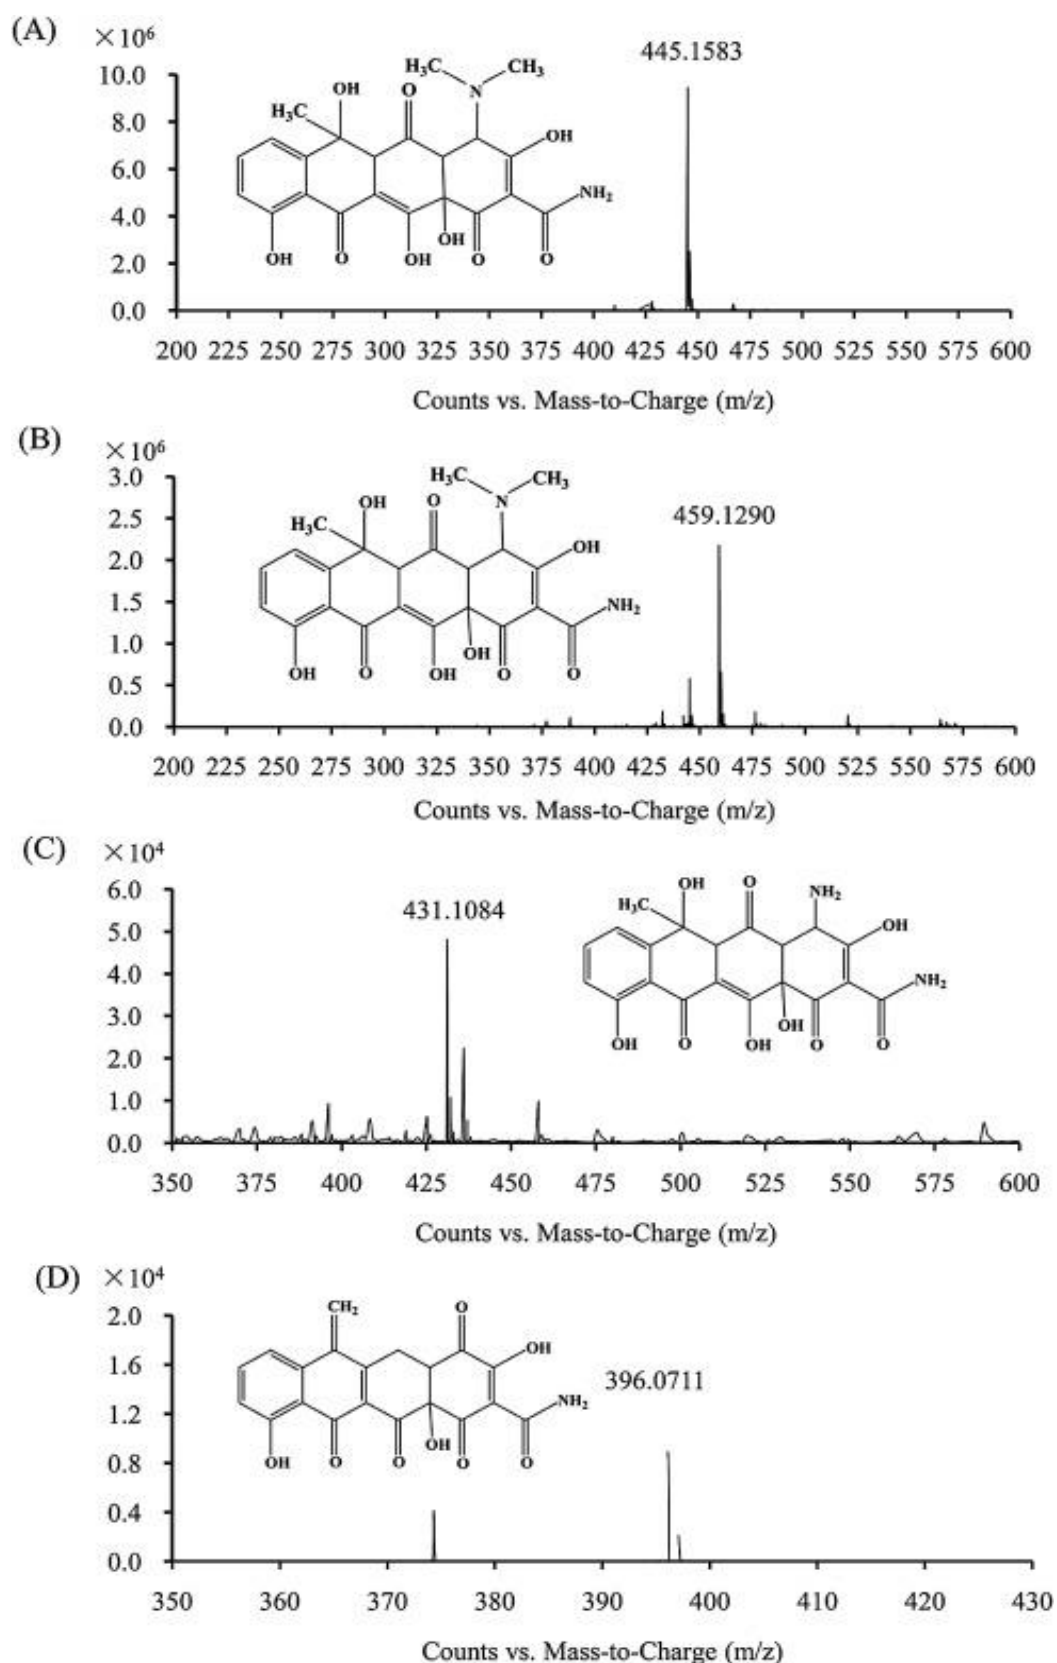 (A)
×10⁶
445.1583
10.0
8.0
6.0
4.0
2.0
0.0
H₃C
CH₃
N
OH
O
H₃C
OH
NH₂
OH
O
OH
OH
O
O
200 225 250 275 300 325 350 375 400 425 450 475 500 525 550 575 600
Counts vs. Mass-to-Charge (m/z)
(B)
×10⁶
459.1290
3.0
2.5
2.0
1.5
1.0
0.5
0.0
H₃C
CH₃
N
OH
O
H₃C
OH
NH₂
OH
O
OH
OH
O
O
200 225 250 275 300 325 350 375 400 425 450 475 500 525 550 575 600
Counts vs. Mass-to-Charge (m/z)
(C)
×10⁴
431.1084
6.0
5.0
4.0
3.0
2.0
1.0
0.0
OH
O
NH₂
H₃C
OH
NH₂
OH
OH
O
OH
O
O
350 375 400 425 450 475 500 525 550 575 600
Counts vs. Mass-to-Charge (m/z)
(D)
×10⁴
396.0711
2.0
1.6
1.2
0.8
0.4
0.0
CH₂
O
OH
NH₂
OH
OH
O
O
O
O
350 360 370 380 390 400 410 420 430
Counts vs. Mass-to-Charge (m/z)